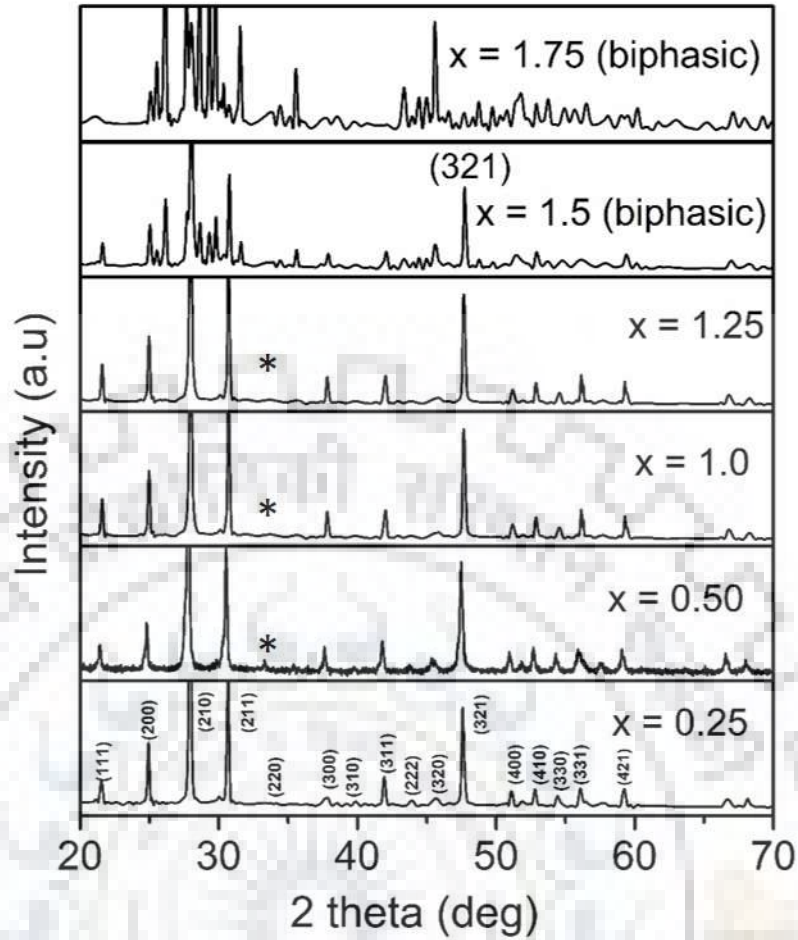 x = 1.75 (biphasic)
(321)
x = 1.5 (biphasic)
x = 1.25
*
x = 1.0
*
x = 0.50
*
x = 0.25
(111)
(200)
(210)
(211)
(220)
(300)
(310)
(311)
(222)
(320)
(321)
(400)
(410)
(330)
(331)
(421)
20 30 40 50 60 70
2 theta (deg)
Intensity (a.u)